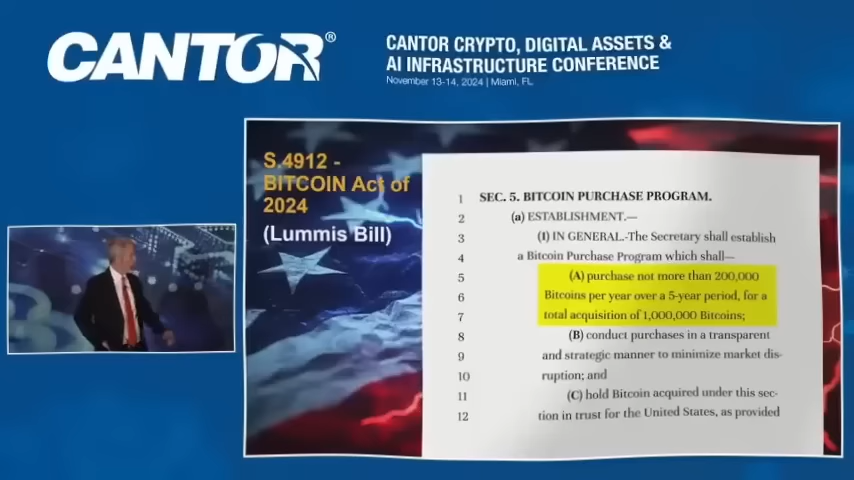 CANTOR®
CANTOR CRYPTO, DIGITAL ASSETS &
AI INFRASTRUCTURE CONFERENCE
November 13-14, 2024 | Miami, FL
S.4912 -
BITCOIN Act of
2024
(Lummis Bill)
1 SEC. 5. BITCOIN PURCHASE PROGRAM.
2 (a) ESTABLISHMENT.—
3 (I) IN GENERAL.-The Secretary shall establish
4 a Bitcoin Purchase Program which shall—
5 (A) purchase not more than 200,000
6 Bitcoins per year over a 5-year period, for a
7 total acquisition of 1,000,000 Bitcoins;
8 (B) conduct purchases in a transparent
9 and strategic manner to minimize market dis-
10 ruption; and
11 (C) hold Bitcoin acquired under this sec-
12 tion in trust for the United States, as provided